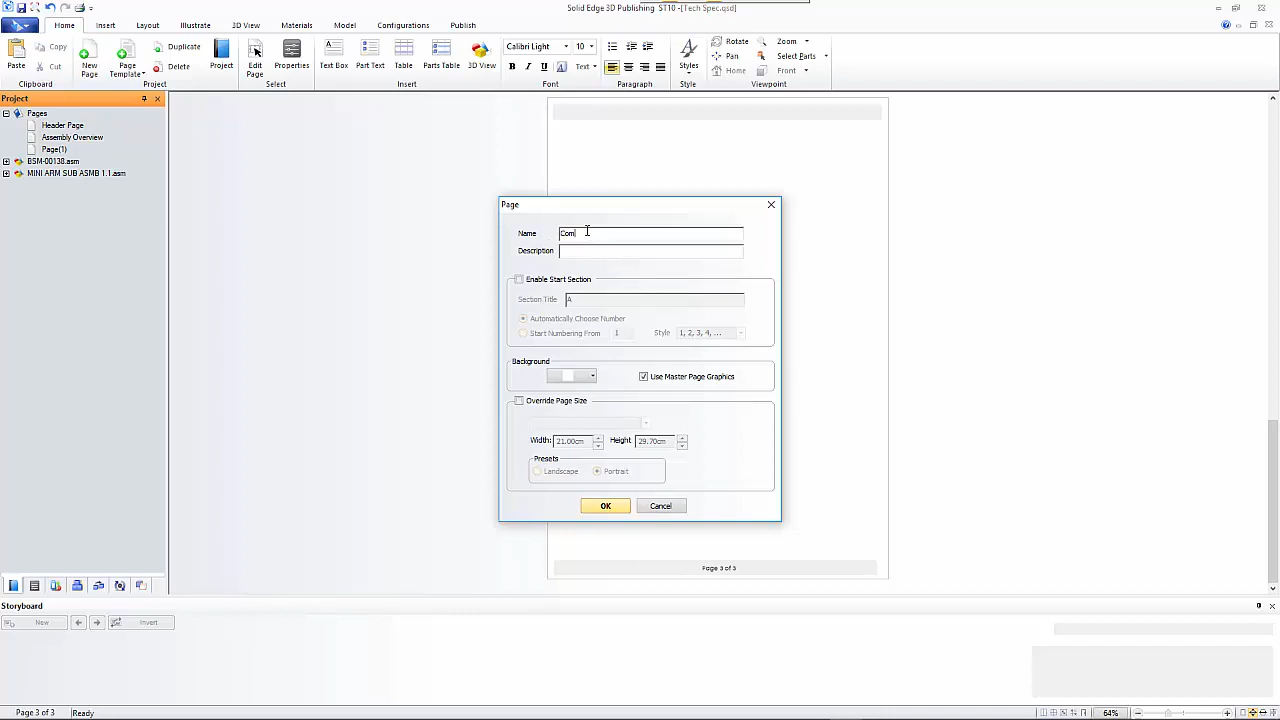 Solid Edge 3D Publishing ST10 -[Tech Spec.qsd]
Home Insert Layout Illustrate 3D View Materials Model Configurations Publish
Paste Copy Cut Clipboard
New Page Page Template Duplicate Delete Project Project
Edit Page Properties Select
Text Box Part Text Table Parts Table 3D View Insert
Calibri Light 10 B I U A Text Font
Paragraph
Styles Style
Rotate Zoom Pan Select Parts Home Front Viewpoint
Project
Pages
Header Page
Assembly Overview
Page(1)
BSM-00138.asm
MINI ARM SUB ASMB 1.1.asm
Page
Name Com
Description
Enable Start Section
Section Title A
Automatically Choose Number
Start Numbering From 1 Style 1, 2, 3, 4, ...
Background
Use Master Page Graphics
Override Page Size
Width: 21.00cm Height 29.70cm
Presets
Landscape Portrait
OK Cancel
Page 3 of 3
Storyboard
New Invert
Page 3 of 3 Ready 64%